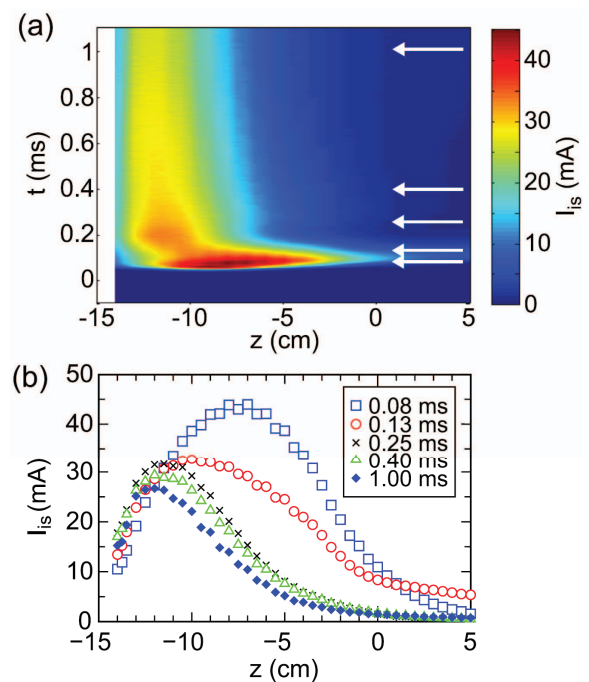 (a)
1
0.8
0.6
0.4
0.2
0
t (ms)
-15 -10 -5 0 5
z (cm)
40
30
20
10
0
I_is (mA)
(b)
50
40
30
20
10
0
I_is (mA)
0.08 ms
0.13 ms
0.25 ms
0.40 ms
1.00 ms
−15 −10 −5 0 5
z (cm)